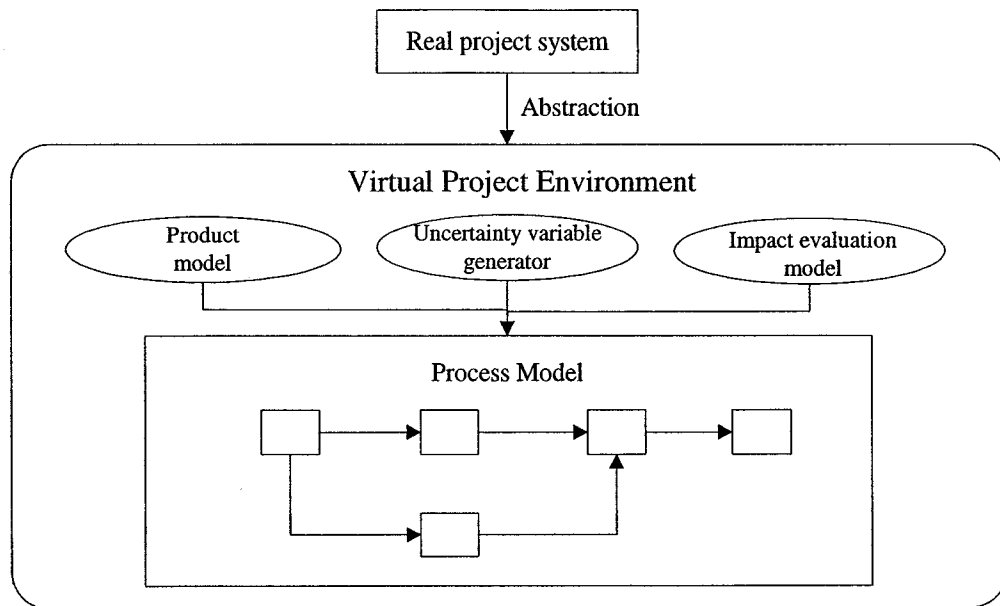 Real project system
Abstraction
Virtual Project Environment
Product
model
Uncertainty variable
generator
Impact evaluation
model
Process Model